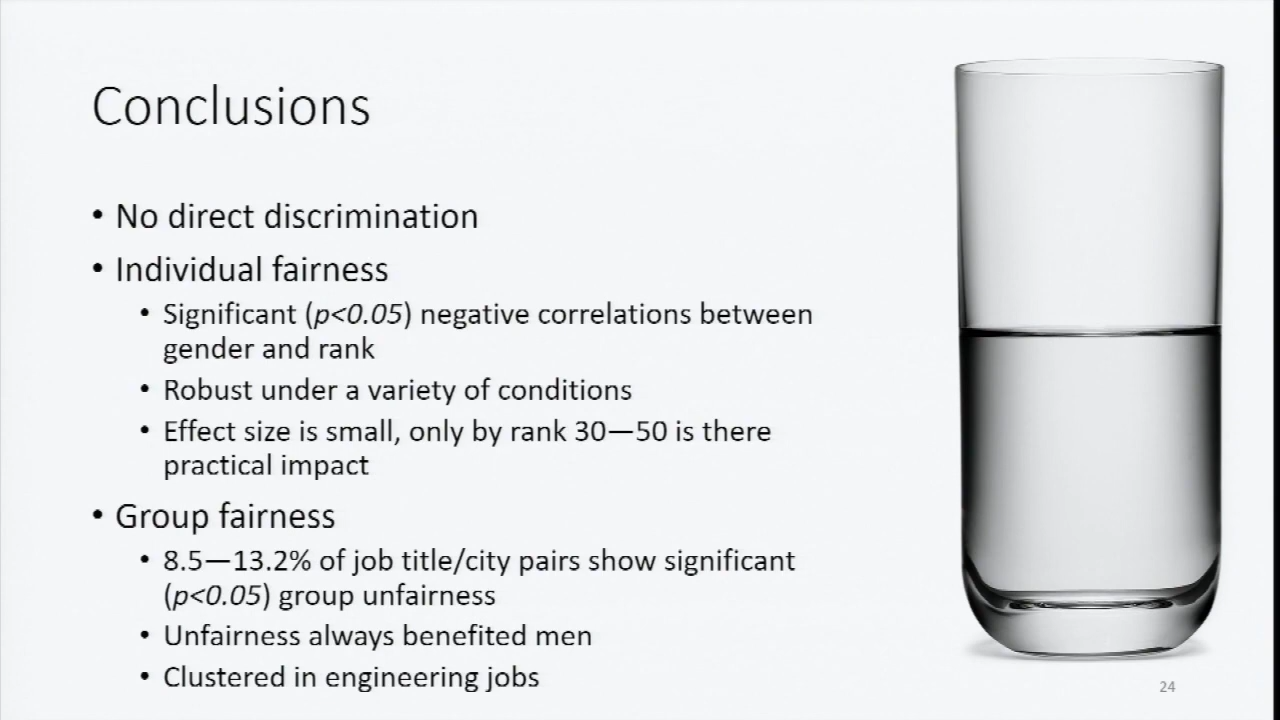 Conclusions
• No direct discrimination
• Individual fairness
• Significant (p<0.05) negative correlations between
gender and rank
• Robust under a variety of conditions
• Effect size is small, only by rank 30—50 is there
practical impact
• Group fairness
• 8.5—13.2% of job title/city pairs show significant
(p<0.05) group unfairness
• Unfairness always benefited men
• Clustered in engineering jobs
24